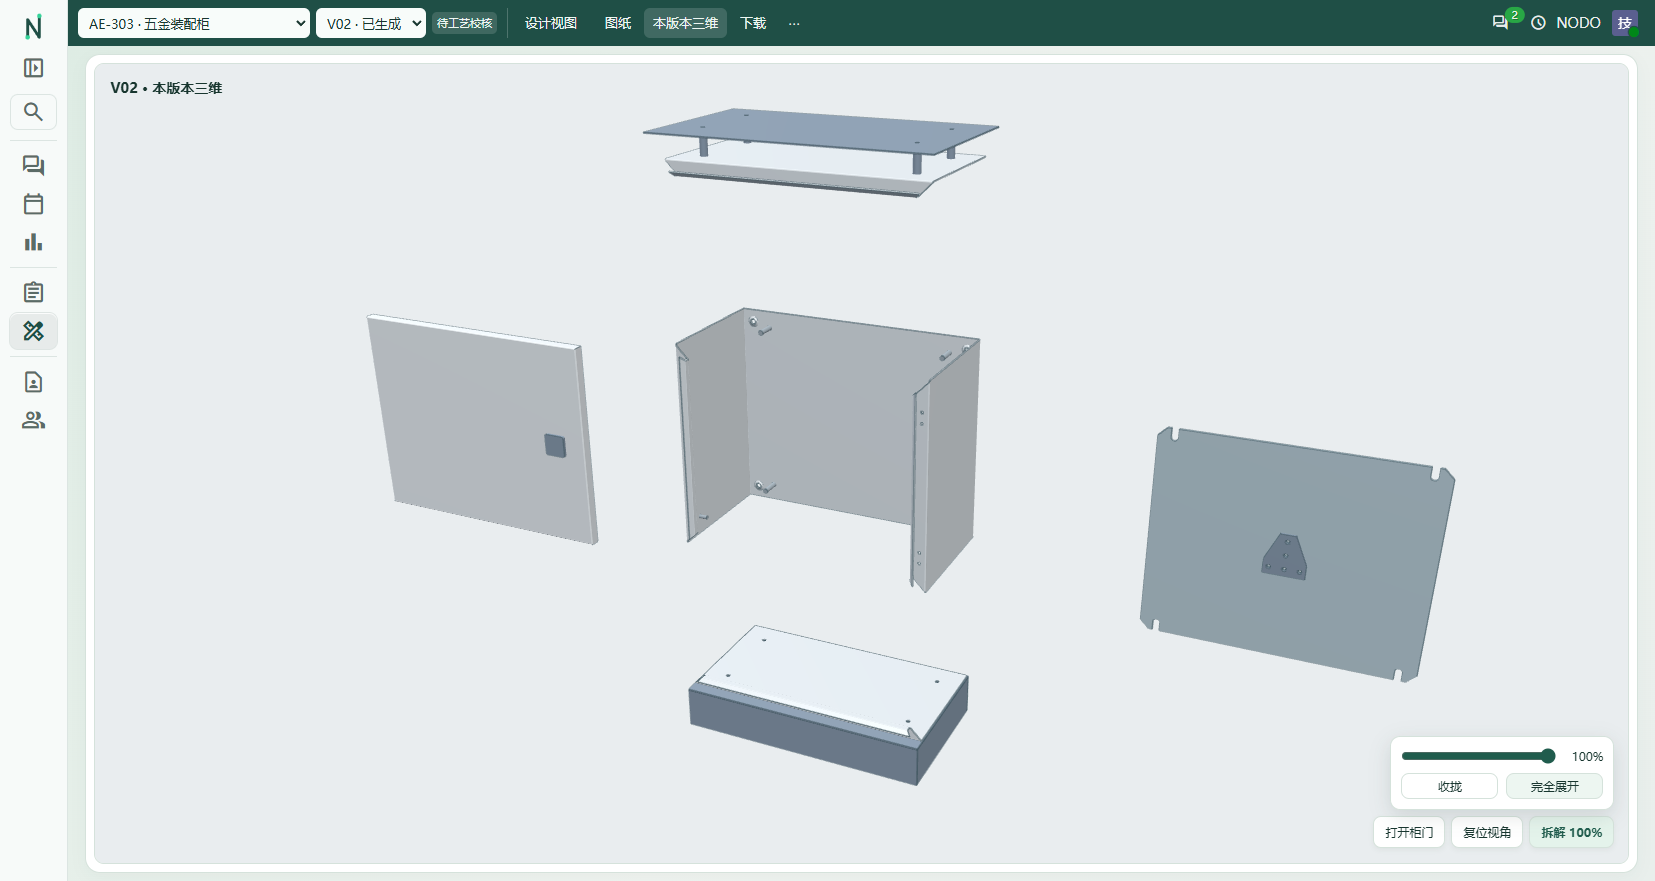 AE-303 · 五金装配柜
V02 · 已生成
待工艺校核
设计视图
图纸
本版本三维
下载
···
2
NODO
技
V02 • 本版本三维
100%
收拢
完全展开
打开柜门
复位视角
拆解 100%